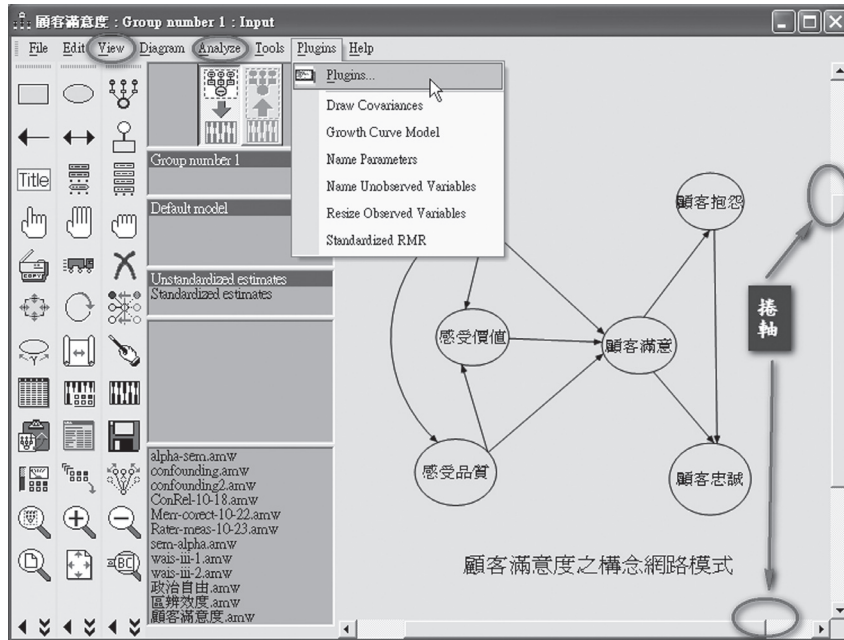 顧客滿意度 : Group number 1 : Input
File Edit View Diagram Analyze Tools Plugins Help
Plugins...
Draw Covariances
Growth Curve Model
Name Parameters
Name Unobserved Variables
Resize Observed Variables
Standardized RMR
Title
COPY
Group number 1
Default model
Unstandardized estimates
Standardized estimates
alpha-sem.amw
confounding.amw
confounding2.amw
ConRel-10-18.amw
Merr-corect-10-22.amw
Rater-meas-10-23.amw
sem-alpha.amw
wais-iii-1.amw
wais-iii-2.amw
政治自由.amw
區辨效度.amw
顧客滿意度.amw
顧客抱怨
感受價值
顧客滿意
感受品質
顧客忠誠
捲軸
顧客滿意度之構念網路模式